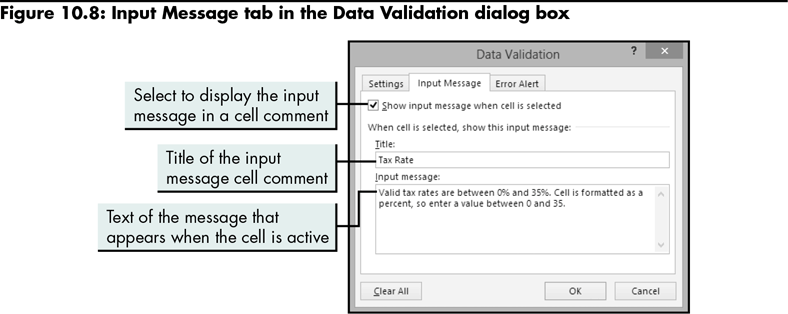 Figure 10.8: Input Message tab in the Data Validation dialog box
Data Validation
? ×
Settings Input Message Error Alert
Select to display the input
message in a cell comment
Show input message when cell is selected
When cell is selected, show this input message:
Title:
Title of the input
message cell comment
Tax Rate
Input message:
Valid tax rates are between 0% and 35%. Cell is formatted as a
percent, so enter a value between 0 and 35.
Text of the message that
appears when the cell is active
Clear All OK Cancel